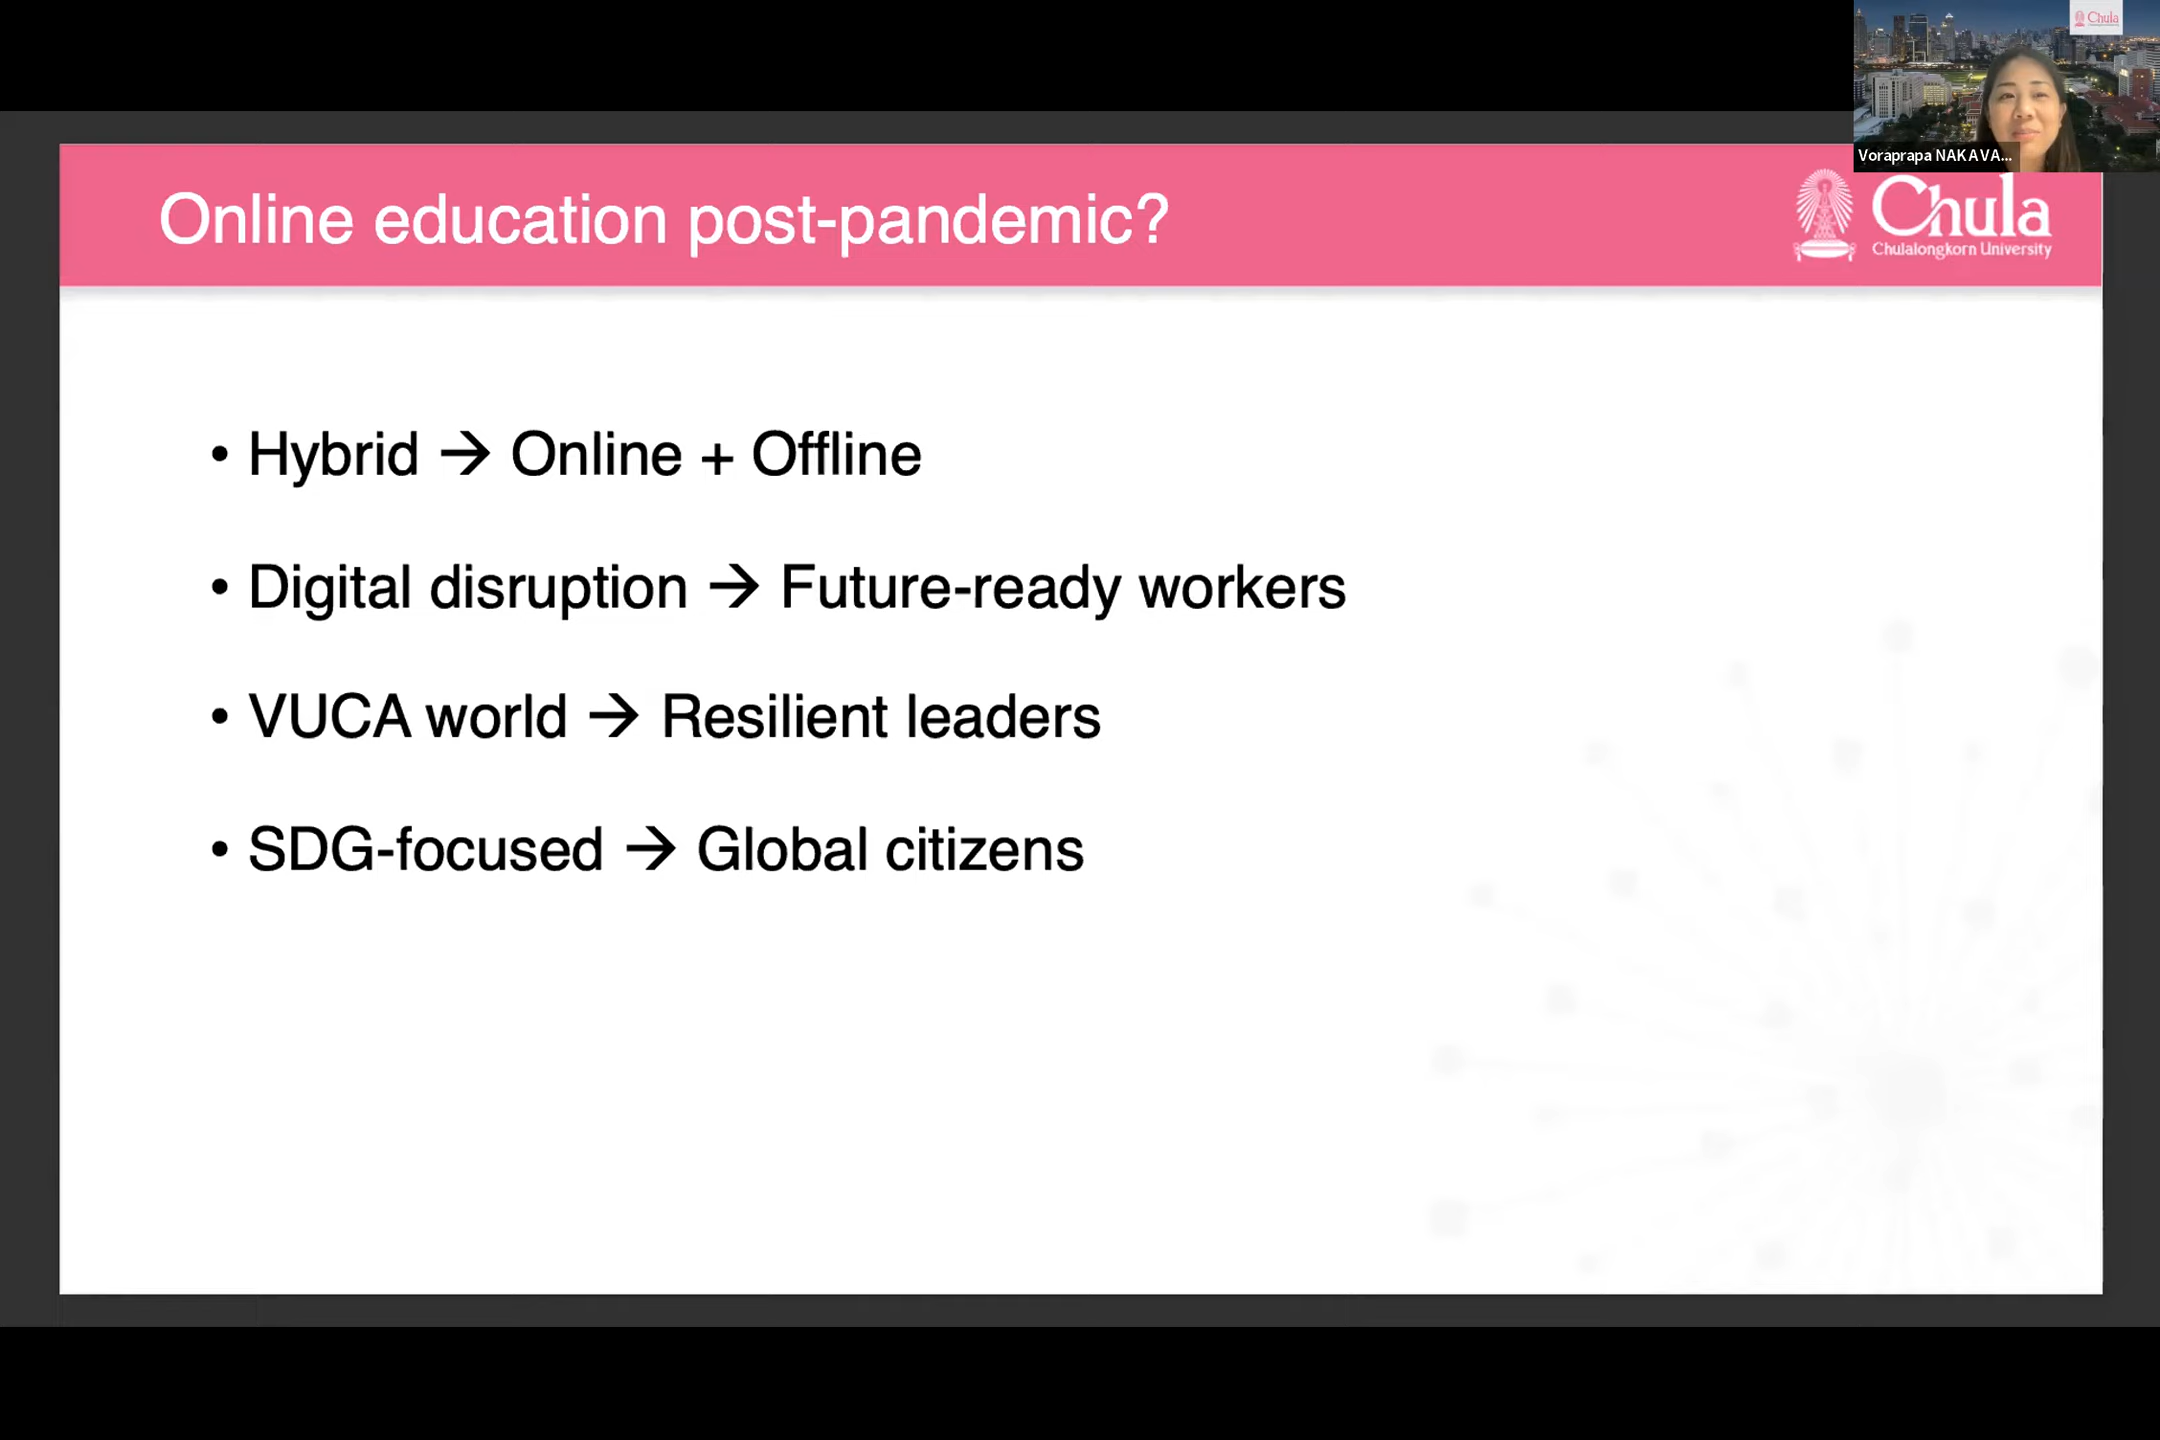 Chula
Voraprapa NAKAVA...
Online education post-pandemic?
Chula
Chulalongkorn University
• Hybrid → Online + Offline
• Digital disruption → Future-ready workers
• VUCA world → Resilient leaders
• SDG-focused → Global citizens